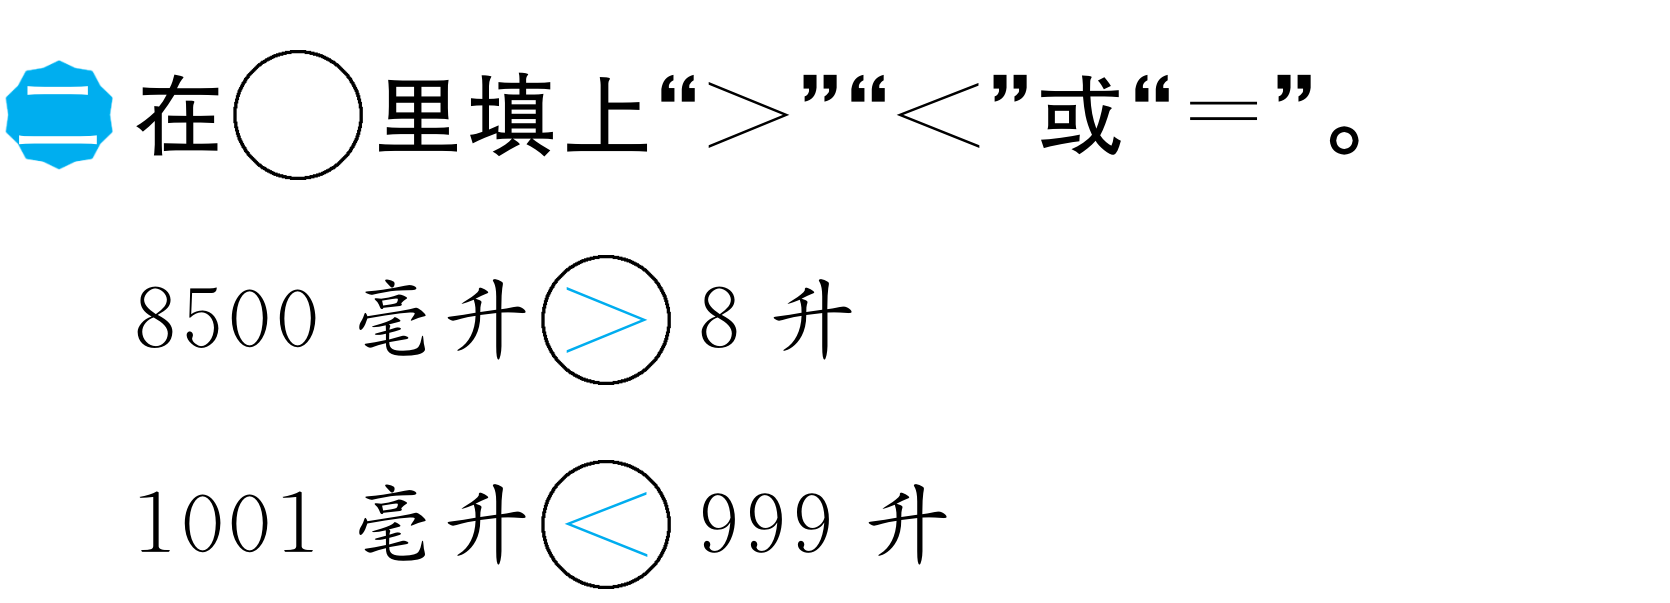 二 在○里填上“>”“<”或“=”。
8500 毫升 > 8 升
1001 毫升 < 999 升